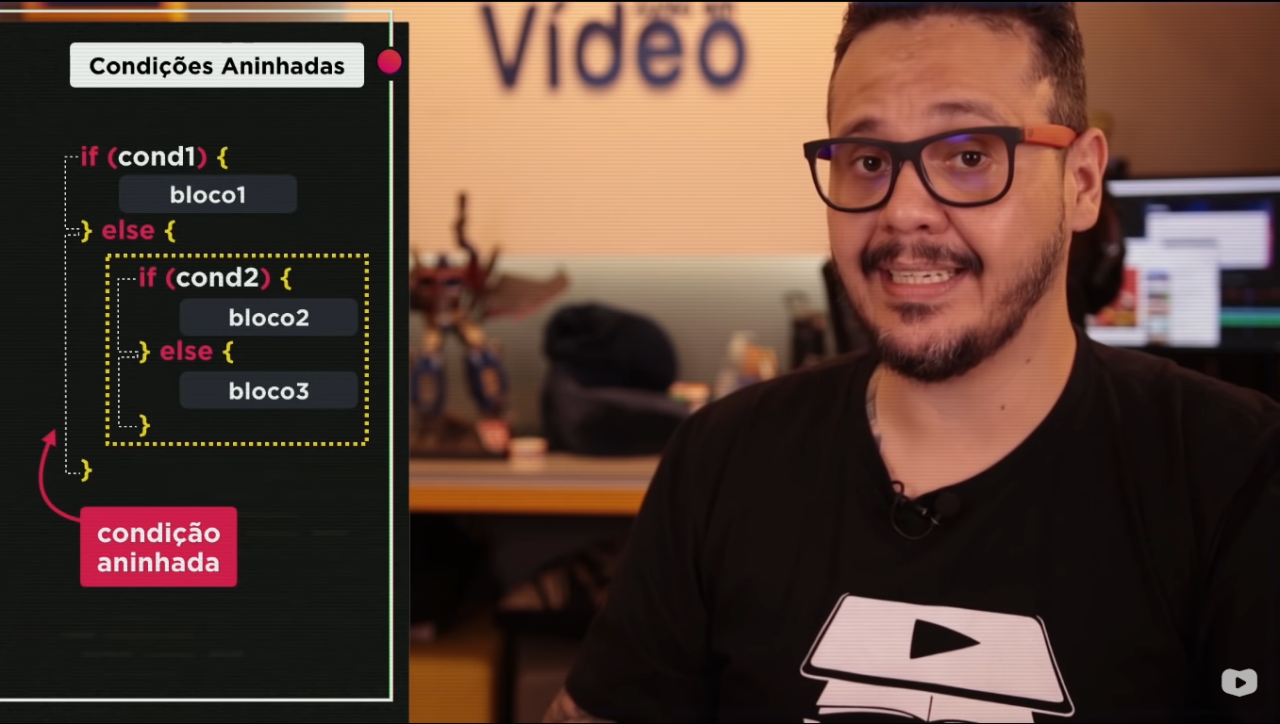 Condições Aninhadas
if (cond1) {
bloco1
} else {
if (cond2) {
bloco2
} else {
bloco3
}
}
condição
aninhada
Vídeo